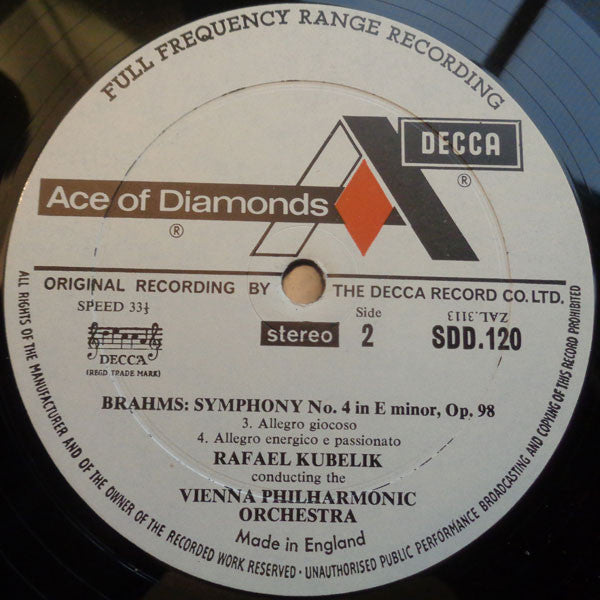 FULL FREQUENCY RANGE RECORDING
DECCA
®
Ace of Diamonds
®
ORIGINAL RECORDING BY THE DECCA RECORD CO. LTD.
SPEED 33⅓
ZAL.3113
DECCA
(REGD TRADE MARK)
stereo
Side
2
SDD.120
BRAHMS: SYMPHONY No. 4 in E minor, Op. 98
3. Allegro giocoso
4. Allegro energico e passionato
RAFAEL KUBELIK
conducting the
VIENNA PHILHARMONIC
ORCHESTRA
Made in England
ALL RIGHTS OF THE MANUFACTURER AND OF THE OWNER OF THE RECORDED WORK RESERVED · UNAUTHORISED PUBLIC PERFORMANCE BROADCASTING AND COPYING OF THIS RECORD PROHIBITED